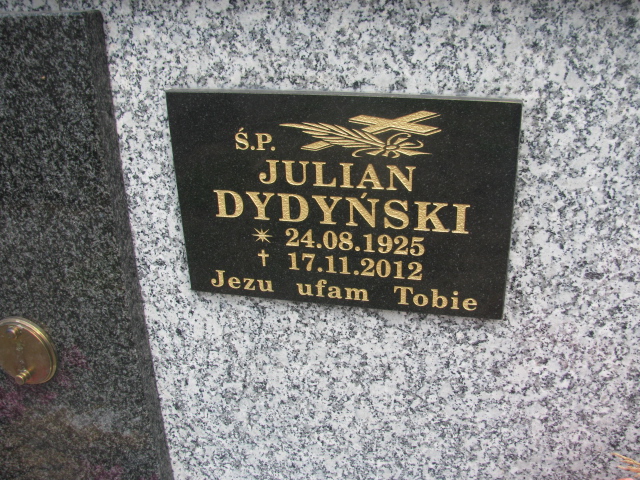 Ś.P.
JULIAN
DYDYŃSKI
* 24.08.1925
† 17.11.2012
Jezu ufam Tobie